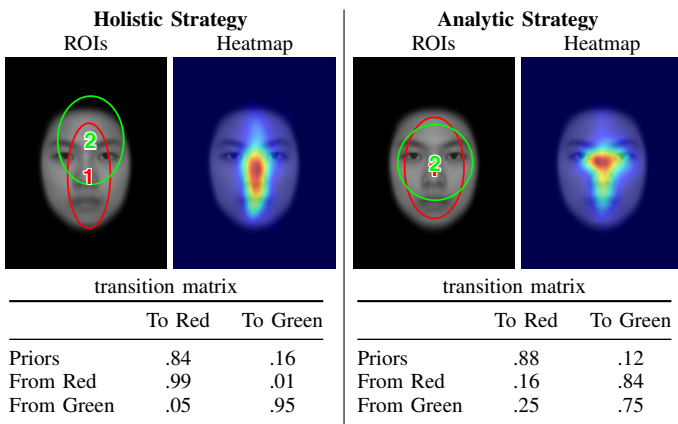 Holistic Strategy
ROIs Heatmap
2
1
transition matrix
To Red To Green
Priors .84 .16
From Red .99 .01
From Green .05 .95
Analytic Strategy
ROIs Heatmap
2
transition matrix
To Red To Green
Priors .88 .12
From Red .16 .84
From Green .25 .75